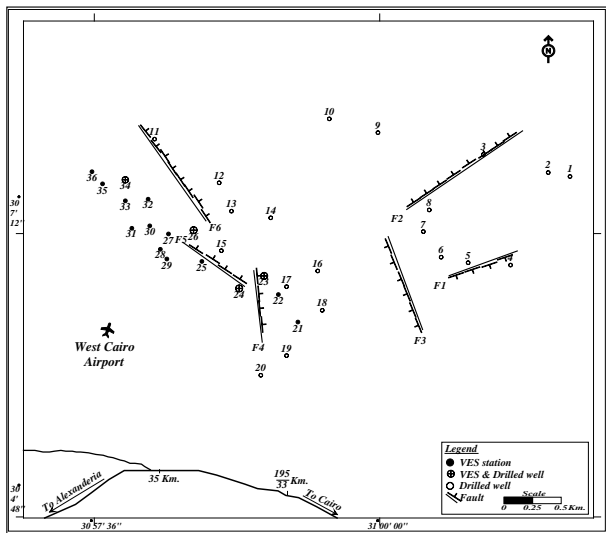 N
10
9
11
3
36
35
34
12
2
1
33
32
13
14
8
F2
30
7
12"
31
30
27
F5
26
F6
7
15
28
29
25
6
5
4
16
23
17
F1
24
22
18
21
F3
West Cairo
Airport
F4
19
20
30
4
48"
To Alexanderia
35 Km.
195
33 Km.
To Cairo
Legend
VES station
VES & Drilled well
Drilled well
Fault
Scale
0 0.25 0.5 Km.
30 57' 36"
31 00' 00"